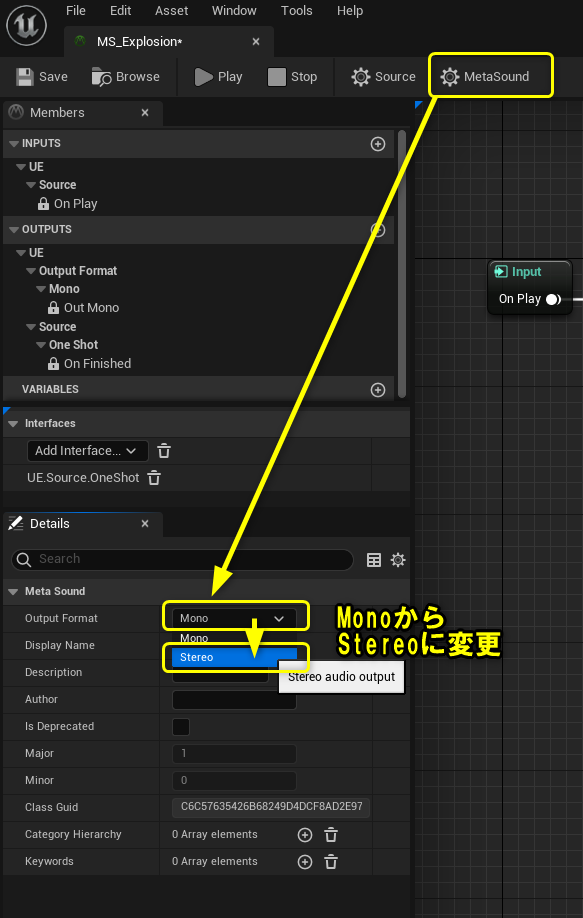 File Edit Asset Window Tools Help
MS_Explosion*
Save Browse Play Stop Source MetaSound
Members
INPUTS
UE
Source
On Play
OUTPUTS
UE
Output Format
Mono
Out Mono
Source
One Shot
On Finished
VARIABLES
Input
On Play
Interfaces
Add Interface...
UE.Source.OneShot
Details
Search
Meta Sound
Output Format Mono
Mono
Stereo
Stereo audio output
Monoから
Stereoに変更
Display Name
Description
Author
Is Deprecated
Major 1
Minor 0
Class Guid C6C57635426B68249D4DCF8AD2E97
Category Hierarchy 0 Array elements
Keywords 0 Array elements